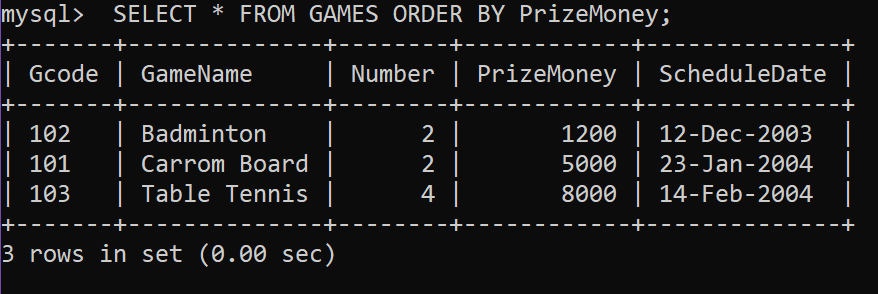 mysql>  SELECT * FROM GAMES ORDER BY PrizeMoney;
+-------+--------------+--------+------------+--------------+
| Gcode | GameName     | Number | PrizeMoney | ScheduleDate |
+-------+--------------+--------+------------+--------------+
| 102   | Badminton    |      2 |       1200 | 12-Dec-2003  |
| 101   | Carrom Board |      2 |       5000 | 23-Jan-2004  |
| 103   | Table Tennis |      4 |       8000 | 14-Feb-2004  |
+-------+--------------+--------+------------+--------------+
3 rows in set (0.00 sec)